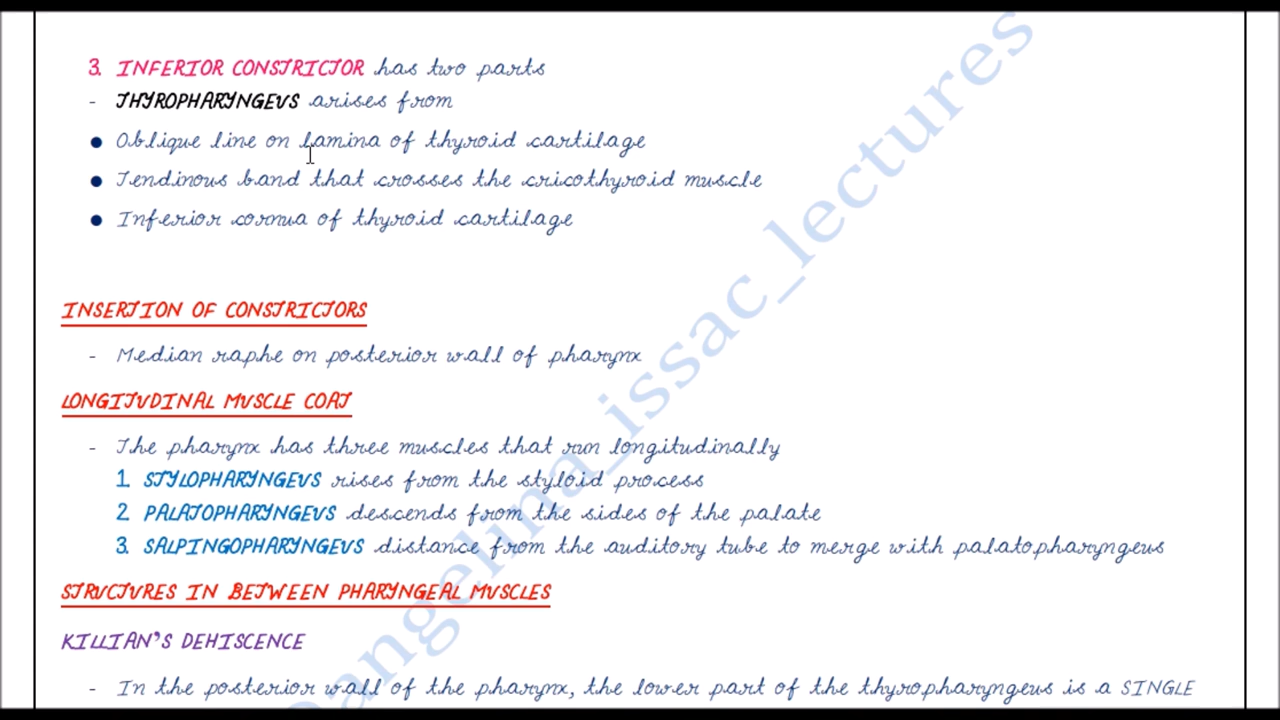 3. INFERIOR CONSTRICTOR has two parts
- THYROPHARYNGEUS arises from
● Oblique line on lamina of thyroid cartilage
● Tendinous band that crosses the cricothyroid muscle
● Inferior cornua of thyroid cartilage
INSERTION OF CONSTRICTORS
- Median raphe on posterior wall of pharynx
LONGITUDINAL MUSCLE COAT
- The pharynx has three muscles that run longitudinally
1. STYLOPHARYNGEUS rises from the styloid process
2. PALATOPHARYNGEUS descends from the sides of the palate
3. SALPINGOPHARYNGEUS distance from the auditory tube to merge with palatopharyngeus
STRUCTURES IN BETWEEN PHARYNGEAL MUSCLES
KILLIAN'S DEHISCENCE
- In the posterior wall of the pharynx, the lower part of the thyropharyngeus is a SINGLE
angelina_issac_lectures